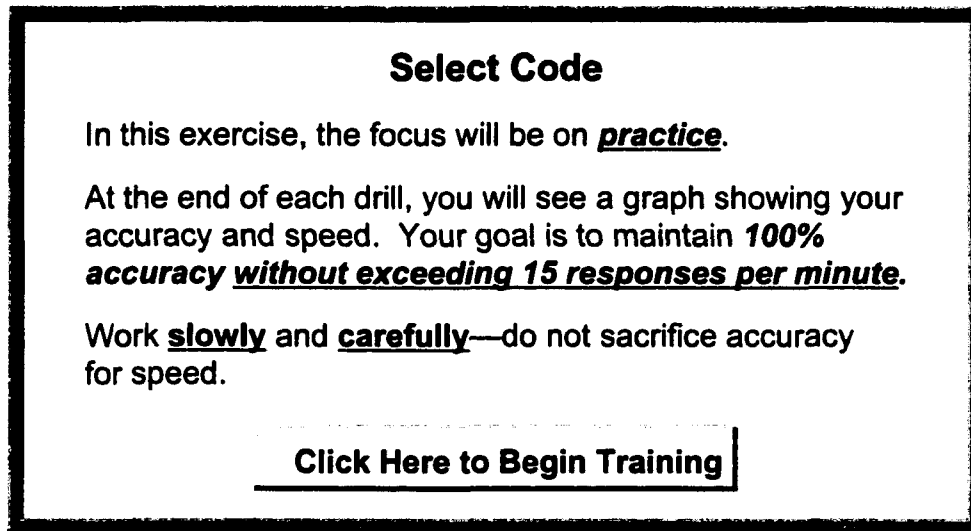 Select Code
In this exercise, the focus will be on practice.
At the end of each drill, you will see a graph showing your
accuracy and speed. Your goal is to maintain 100%
accuracy without exceeding 15 responses per minute.
Work slowly and carefully—do not sacrifice accuracy
for speed.
Click Here to Begin Training